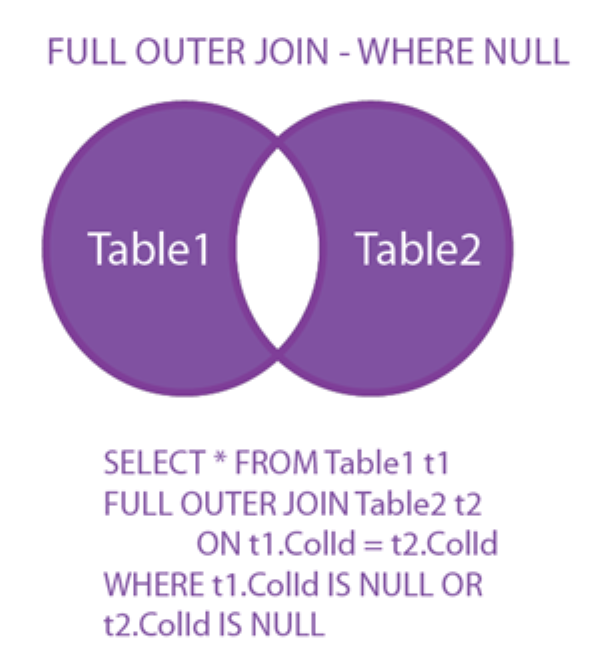 FULL OUTER JOIN - WHERE NULL
Table1
Table2
SELECT * FROM Table1 t1
FULL OUTER JOIN Table2 t2
ON t1.ColId = t2.ColId
WHERE t1.ColId IS NULL OR
t2.ColId IS NULL